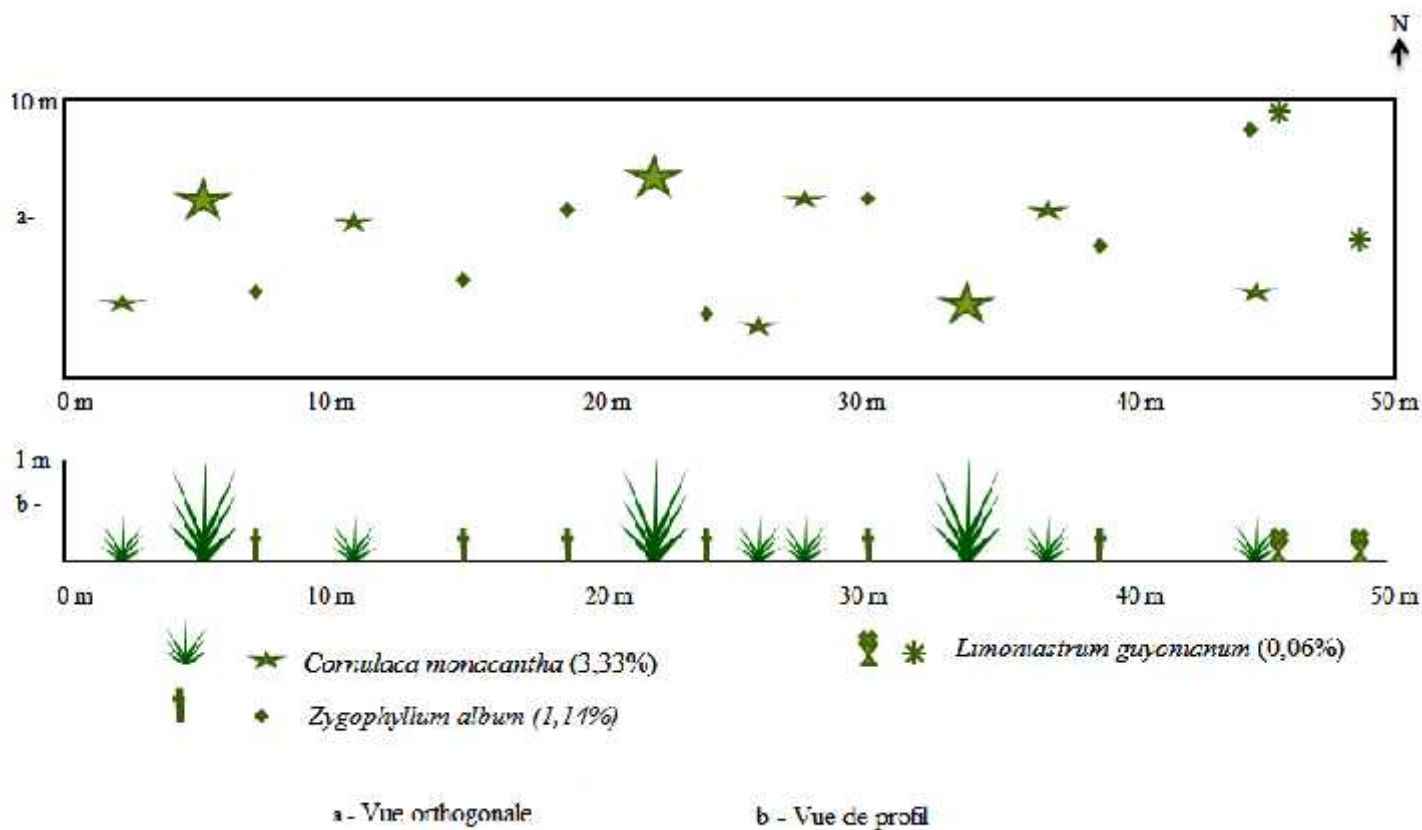 N
10 m
a-
0 m 10 m 20 m 30 m 40 m 50 m
1 m
b -
0 m 10 m 20 m 30 m 40 m 50 m
Cornulaca monacantha (3,33%)
Limoniastrum guyonianum (0,06%)
Zygophyllum album (1,14%)
a - Vue orthogonale
b - Vue de profil